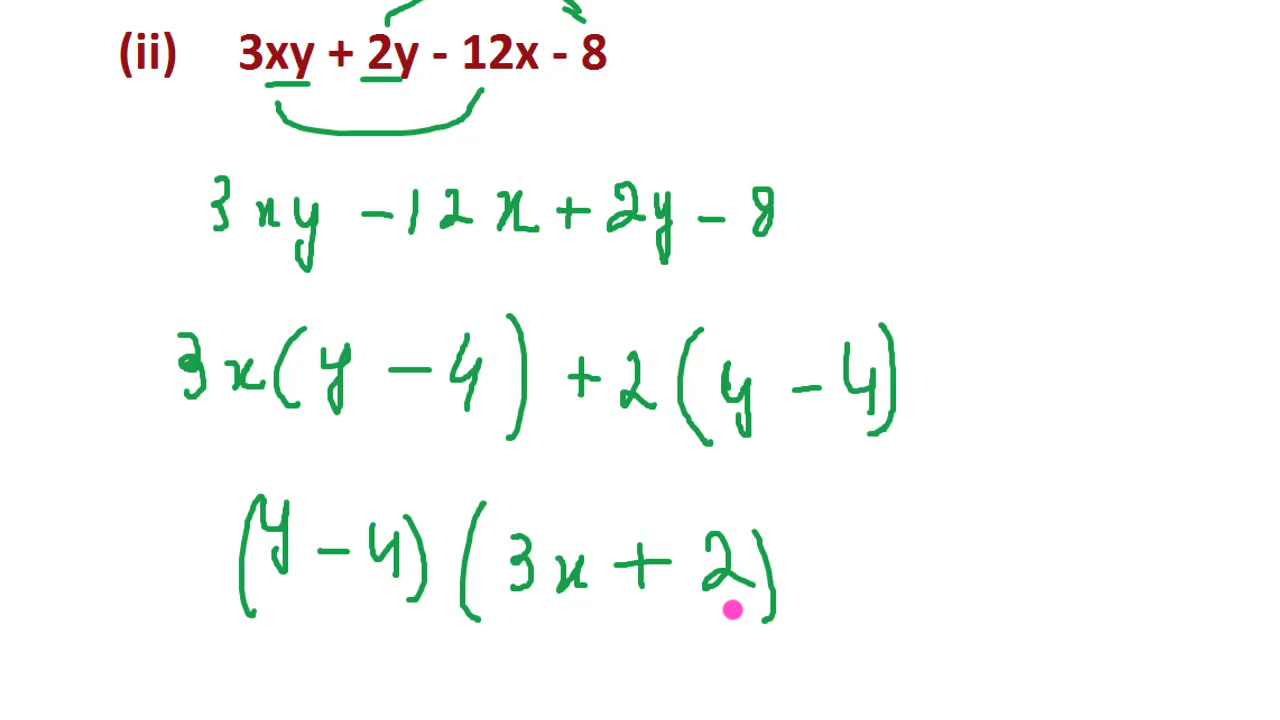 (ii) 3xy + 2y - 12x - 8
3xy - 12x + 2y - 8
3x(y - 4) + 2(y - 4)
(y - 4)(3x + 2)